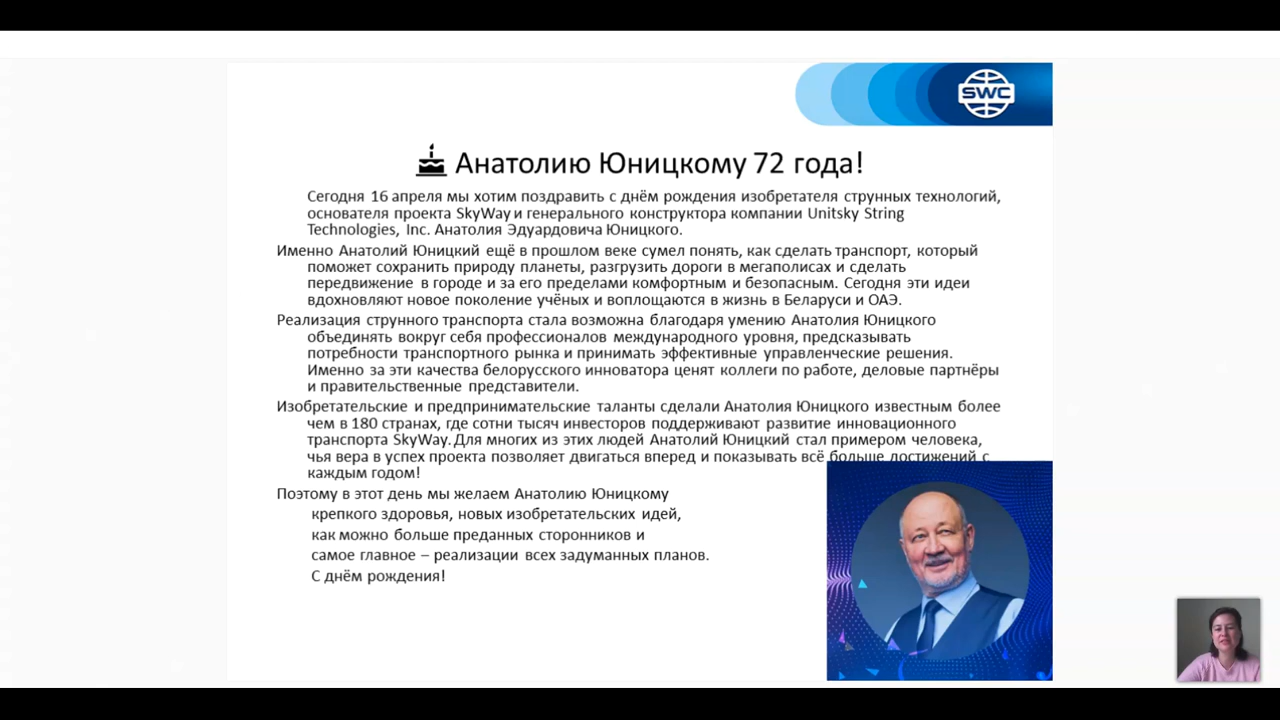 SWC
Анатолию Юницкому 72 года!
Сегодня 16 апреля мы хотим поздравить с днём рождения изобретателя струнных технологий,
основателя проекта SkyWay и генерального конструктора компании Unitsky String
Technologies, Inc. Анатолия Эдуардовича Юницкого.
Именно Анатолий Юницкий ещё в прошлом веке сумел понять, как сделать транспорт, который
поможет сохранить природу планеты, разгрузить дороги в мегаполисах и сделать
передвижение в городе и за его пределами комфортным и безопасным. Сегодня эти идеи
вдохновляют новое поколение учёных и воплощаются в жизнь в Беларуси и ОАЭ.
Реализация струнного транспорта стала возможна благодаря умению Анатолия Юницкого
объединять вокруг себя профессионалов международного уровня, предсказывать
потребности транспортного рынка и принимать эффективные управленческие решения.
Именно за эти качества белорусского инноватора ценят коллеги по работе, деловые партнёры
и правительственные представители.
Изобретательские и предпринимательские таланты сделали Анатолия Юницкого известным более
чем в 180 странах, где сотни тысяч инвесторов поддерживают развитие инновационного
транспорта SkyWay. Для многих из этих людей Анатолий Юницкий стал примером человека,
чья вера в успех проекта позволяет двигаться вперед и показывать всё больше достижений с
каждым годом!
Поэтому в этот день мы желаем Анатолию Юницкому
крепкого здоровья, новых изобретательских идей,
как можно больше преданных сторонников и
самое главное – реализации всех задуманных планов.
С днём рождения!